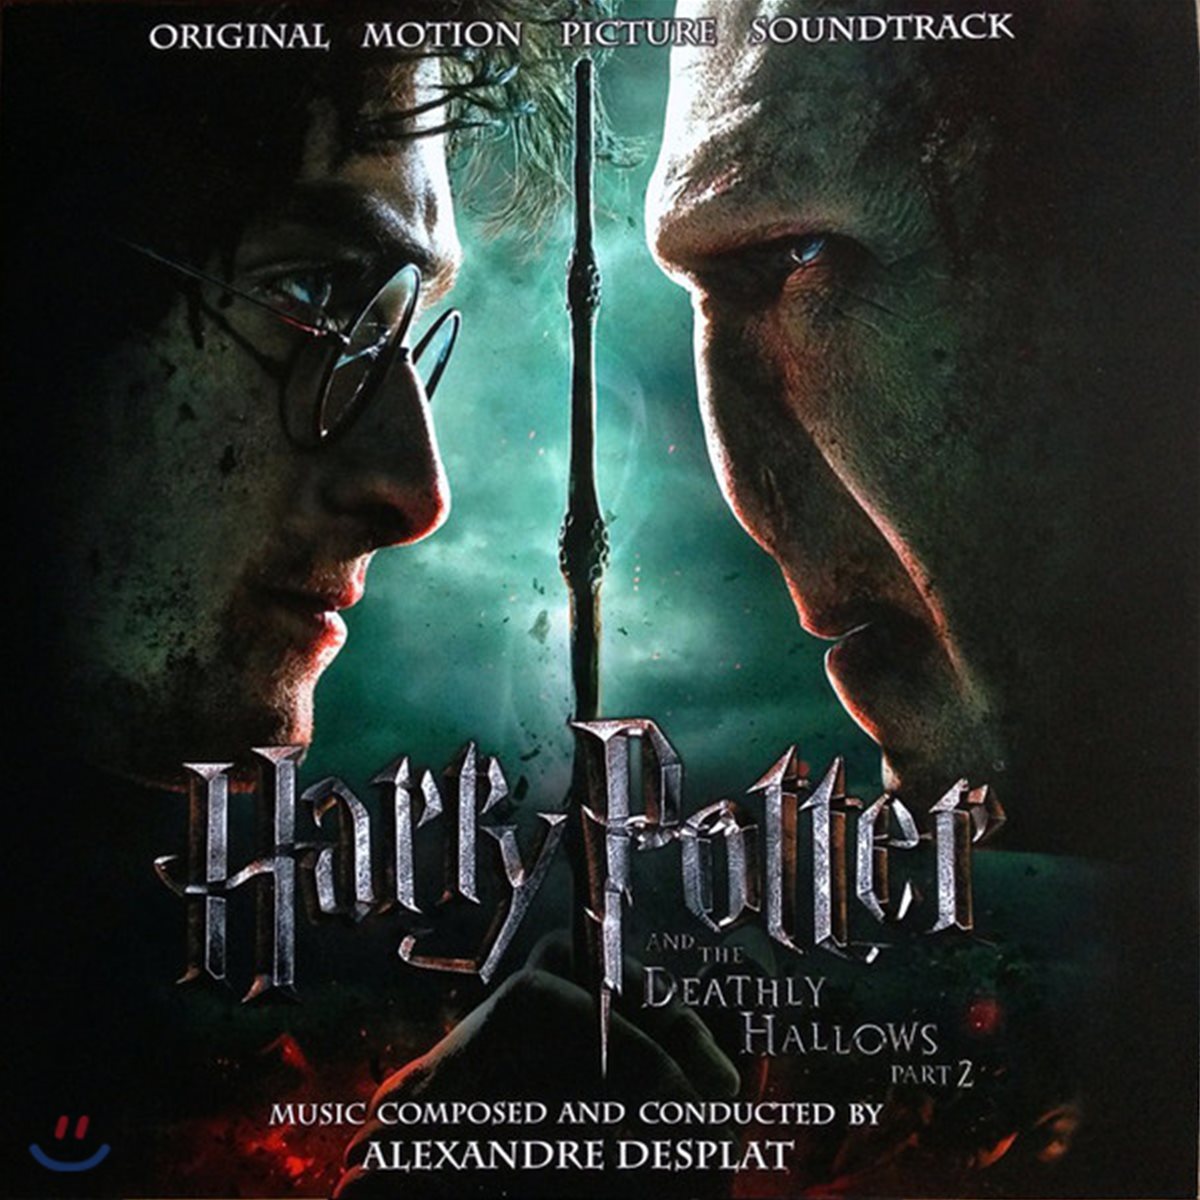 ORIGINAL MOTION PICTURE SOUNDTRACK
Harry Potter
AND THE
DEATHLY
HALLOWS
PART 2
MUSIC COMPOSED AND CONDUCTED BY
ALEXANDRE DESPLAT